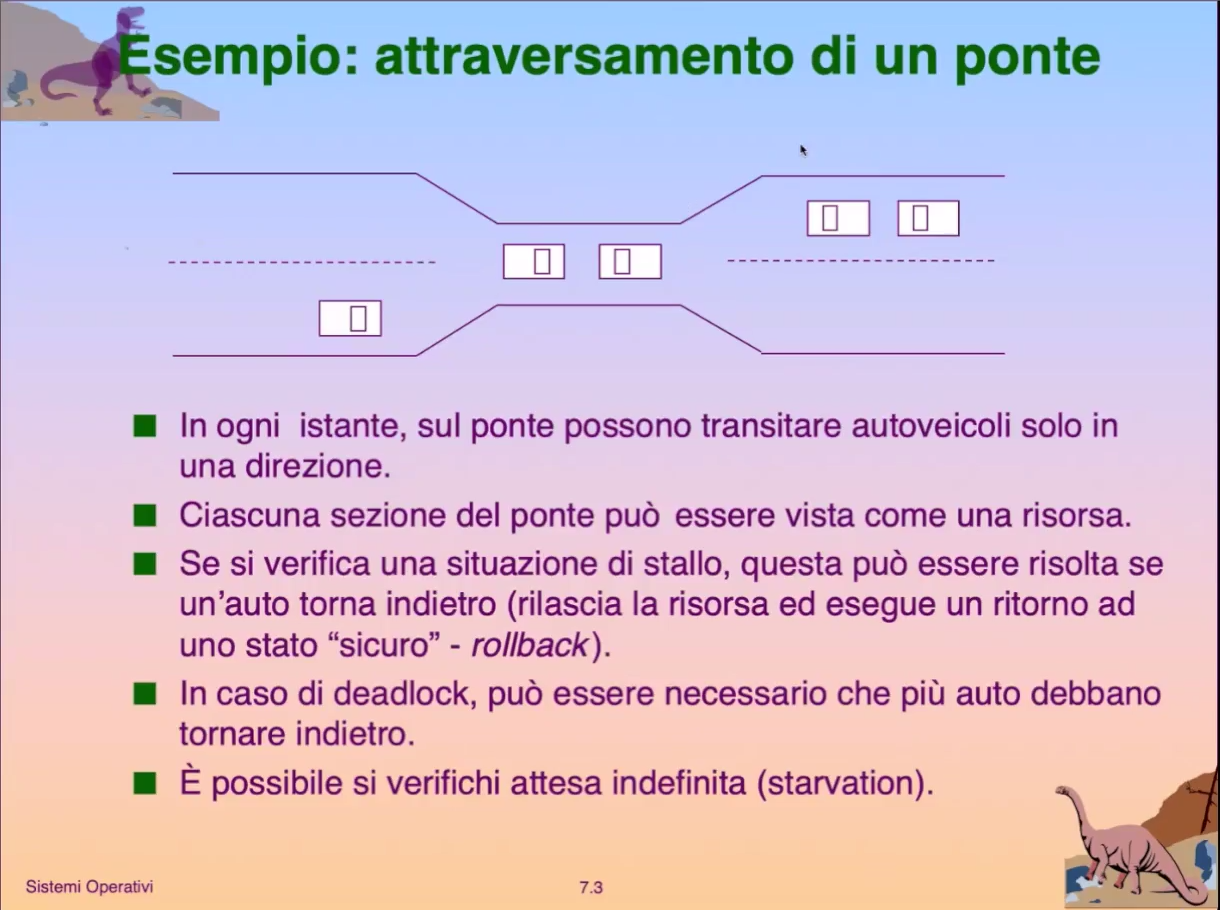 Esempio: attraversamento di un ponte
In ogni istante, sul ponte possono transitare autoveicoli solo in
una direzione.
Ciascuna sezione del ponte può essere vista come una risorsa.
Se si verifica una situazione di stallo, questa può essere risolta se
un'auto torna indietro (rilascia la risorsa ed esegue un ritorno ad
uno stato “sicuro” - rollback).
In caso di deadlock, può essere necessario che più auto debbano
tornare indietro.
È possibile si verifichi attesa indefinita (starvation).
Sistemi Operativi
7.3